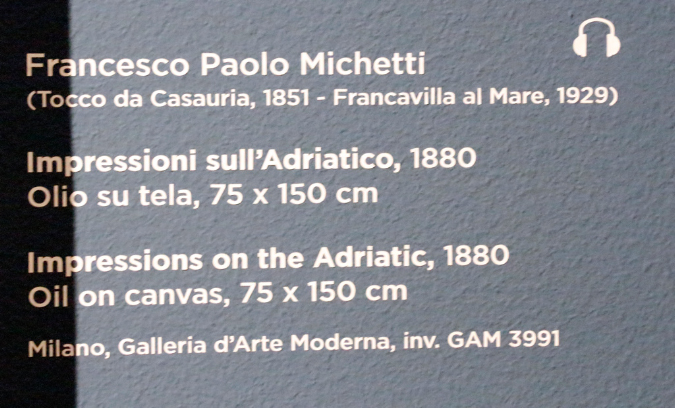 Francesco Paolo Michetti
(Tocco da Casauria, 1851 - Francavilla al Mare, 1929)
Impressioni sull'Adriatico, 1880
Olio su tela, 75 x 150 cm
Impressions on the Adriatic, 1880
Oil on canvas, 75 x 150 cm
Milano, Galleria d'Arte Moderna, inv. GAM 3991